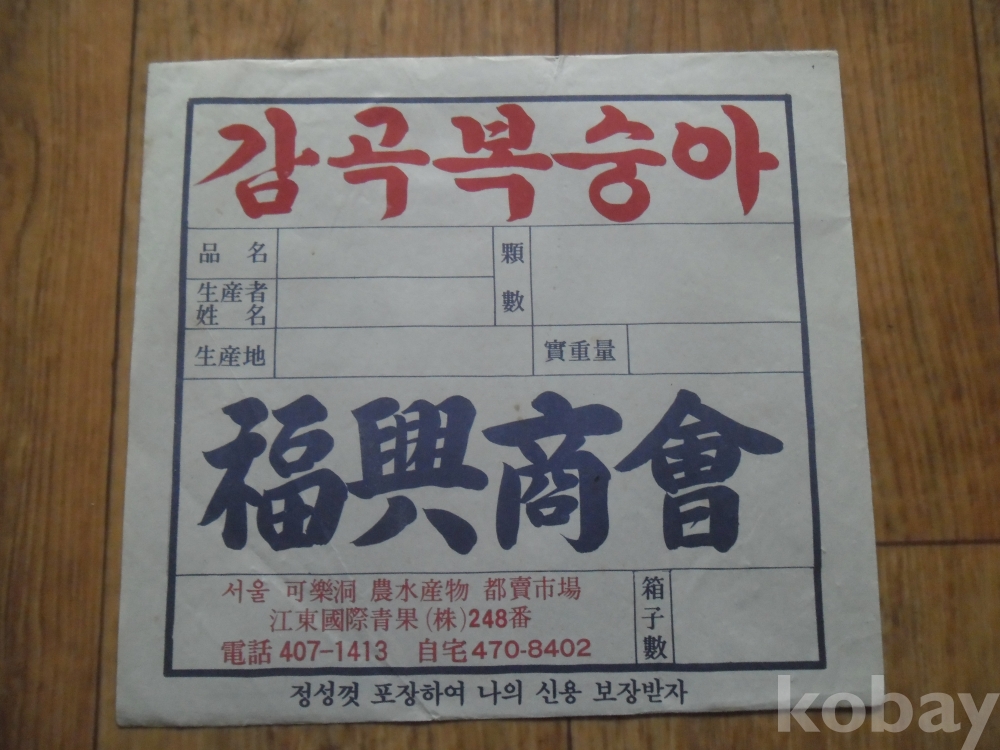 감곡복숭아
品名
顆數
生産者姓名
生産地
實重量
福興商會
서울 可樂洞 農水産物 都賣市場
江東國際青果(株)248番
電話 407-1413 自宅 470-8402
箱子數
정성껏 포장하여 나의 신용 보장받자
kobay